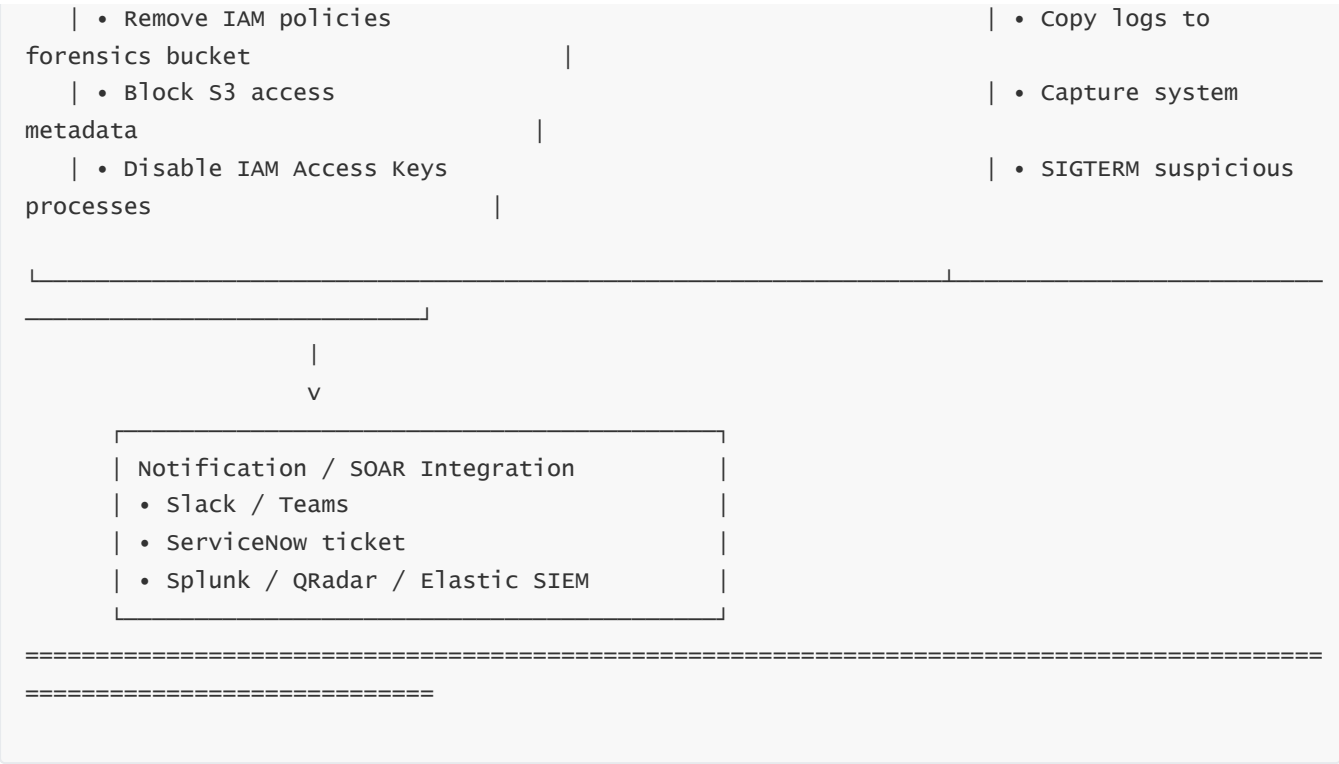 | • Remove IAM policies | • Copy logs to
forensics bucket |
| • Block S3 access | • Capture system
metadata |
| • Disable IAM Access Keys | • SIGTERM suspicious
processes |
└──────────────────────────────────────────────────────────────┴─────────────────────────
───────────────────────────┘
|
v
┌─────────────────────────────────────────┐
| Notification / SOAR Integration |
| • Slack / Teams |
| • ServiceNow ticket |
| • Splunk / QRadar / Elastic SIEM |
└─────────────────────────────────────────┘
========================================================================================
============================